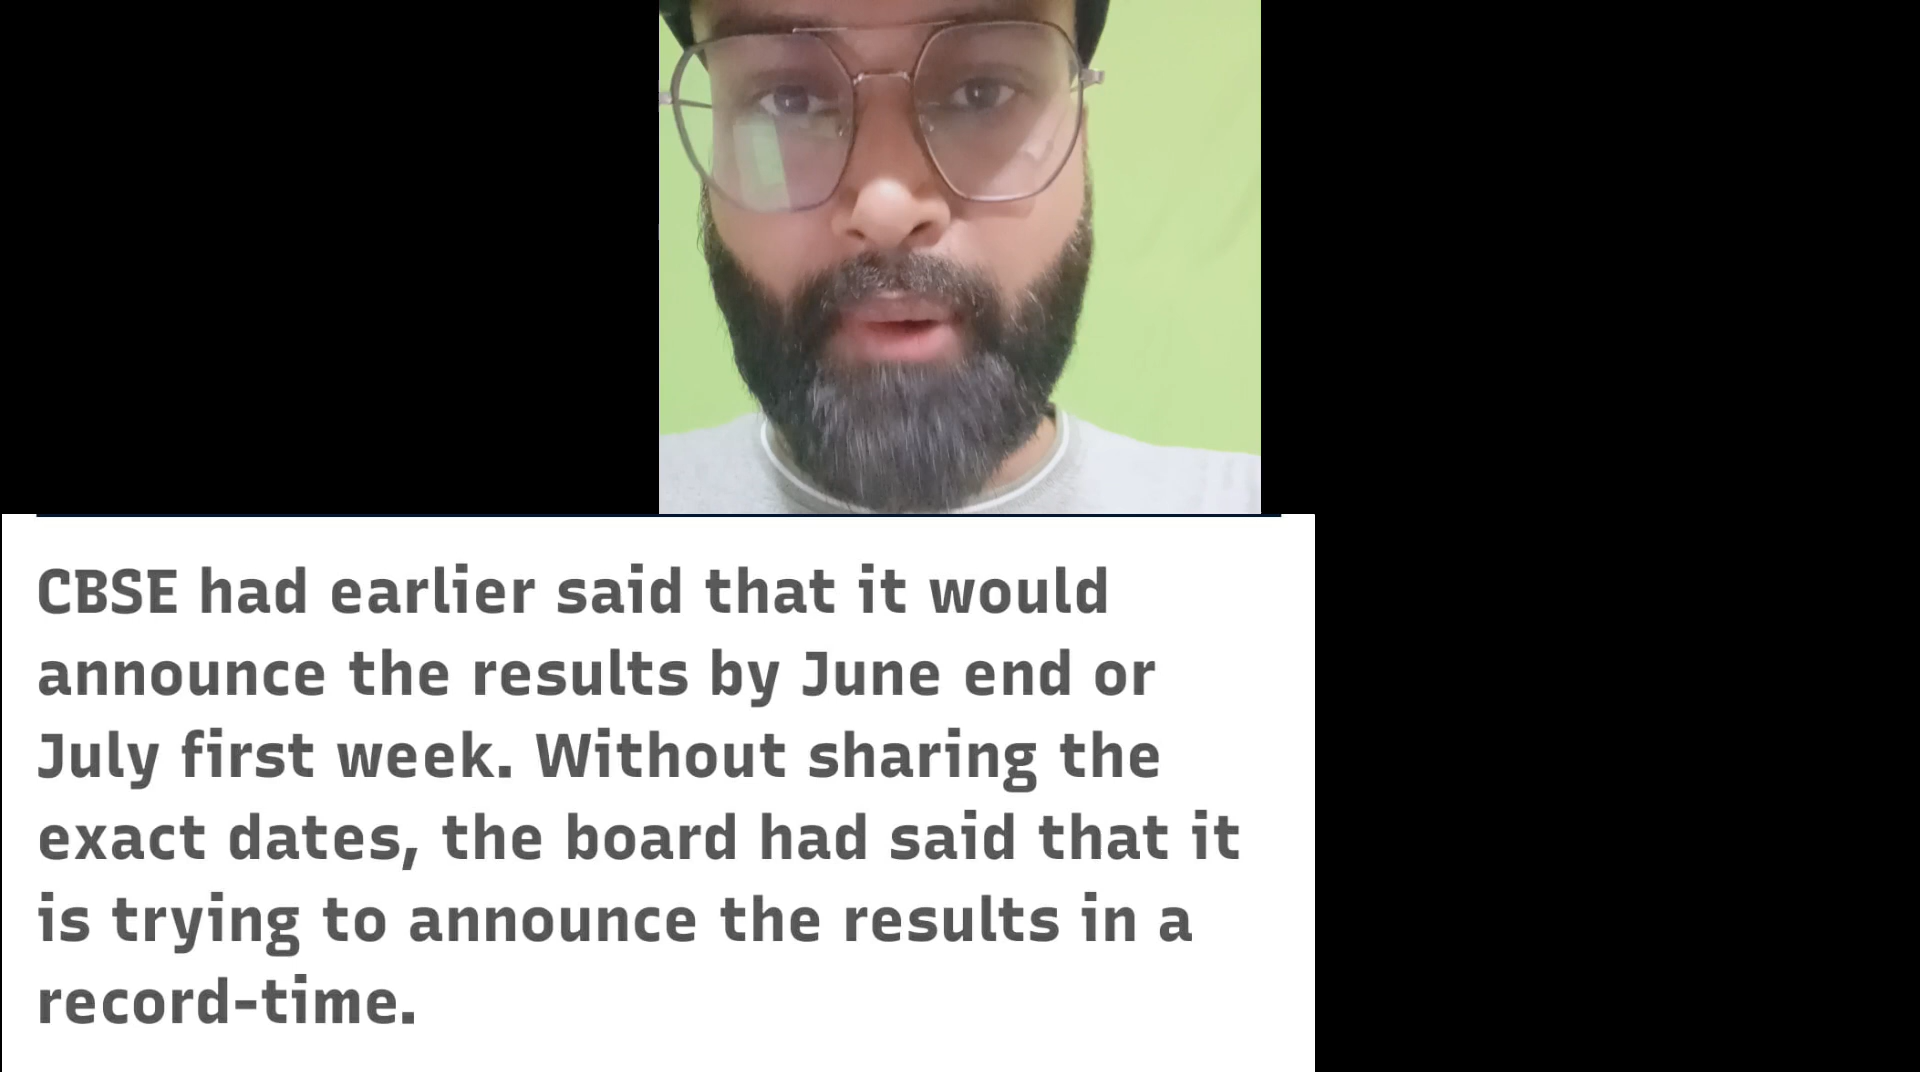 CBSE had earlier said that it would
announce the results by June end or
July first week. Without sharing the
exact dates, the board had said that it
is trying to announce the results in a
record-time.